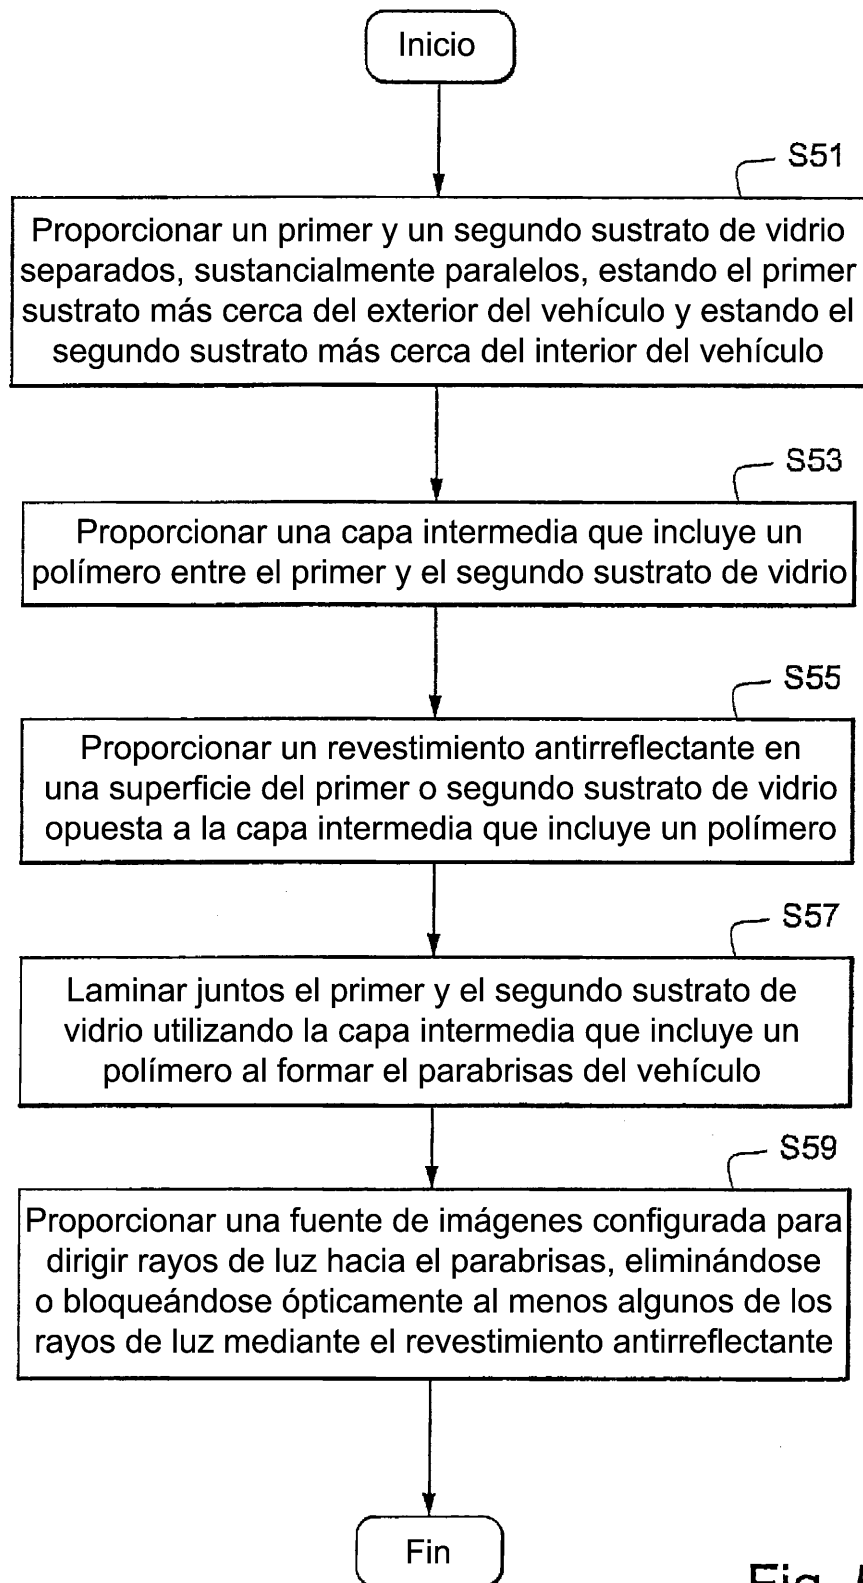 Inicio
S51
Proporcionar un primer y un segundo sustrato de vidrio
separados, sustancialmente paralelos, estando el primer
sustrato más cerca del exterior del vehículo y estando el
segundo sustrato más cerca del interior del vehículo
S53
Proporcionar una capa intermedia que incluye un
polímero entre el primer y el segundo sustrato de vidrio
S55
Proporcionar un revestimiento antirreflectante en
una superficie del primer o segundo sustrato de vidrio
opuesta a la capa intermedia que incluye un polímero
S57
Laminar juntos el primer y el segundo sustrato de
vidrio utilizando la capa intermedia que incluye un
polímero al formar el parabrisas del vehículo
S59
Proporcionar una fuente de imágenes configurada para
dirigir rayos de luz hacia el parabrisas, eliminándose
o bloqueándose ópticamente al menos algunos de los
rayos de luz mediante el revestimiento antirreflectante
Fin
Fig.